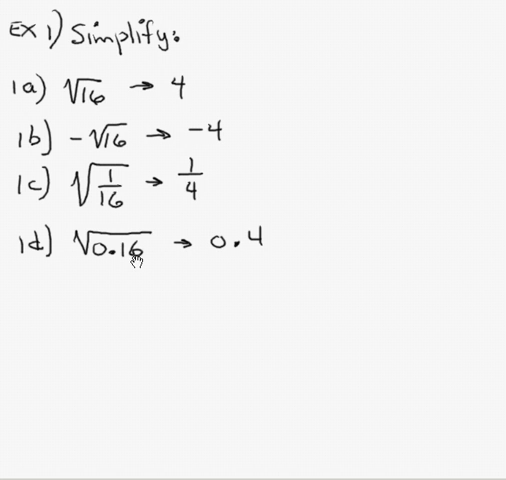 EX 1) Simplify:
1a) √16 → 4
1b) -√16 → -4
1c) √(1/16) → 1/4
1d) √0.16 → 0.4